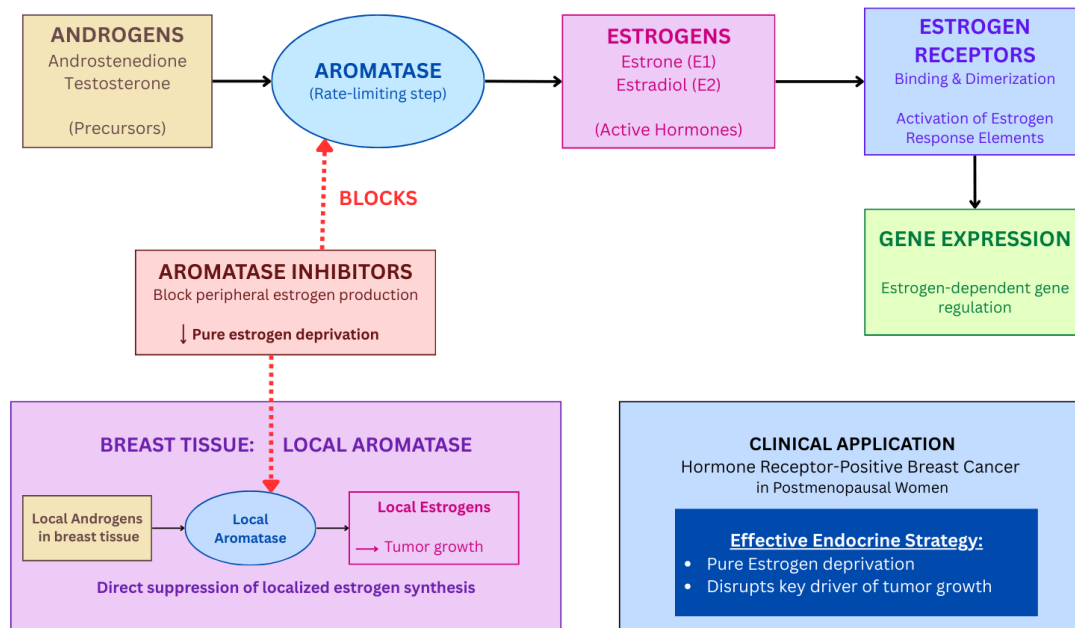 ANDROGENS
Androstenedione
Testosterone
(Precursors)
AROMATASE
(Rate-limiting step)
ESTROGENS
Estrone (E1)
Estradiol (E2)
(Active Hormones)
ESTROGEN
RECEPTORS
Binding & Dimerization
Activation of Estrogen
Response Elements
BLOCKS
GENE EXPRESSION
Estrogen-dependent gene
regulation
AROMATASE INHIBITORS
Block peripheral estrogen production
↓ Pure estrogen deprivation
BREAST TISSUE: LOCAL AROMATASE
Local Androgens
in breast tissue
Local
Aromatase
Local Estrogens
→ Tumor growth
Direct suppression of localized estrogen synthesis
CLINICAL APPLICATION
Hormone Receptor-Positive Breast Cancer
in Postmenopausal Women
Effective Endocrine Strategy:
• Pure Estrogen deprivation
• Disrupts key driver of tumor growth